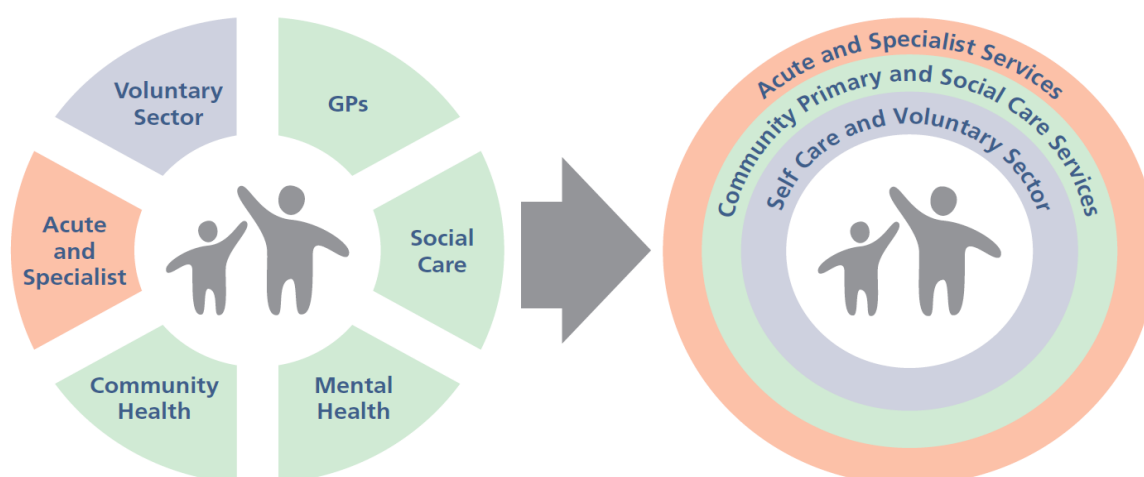 Voluntary
Sector
GPs
Acute
and
Specialist
Social
Care
Community
Health
Mental
Health
Acute and Specialist Services
Community Primary and Social Care Services
Self Care and Voluntary Sector